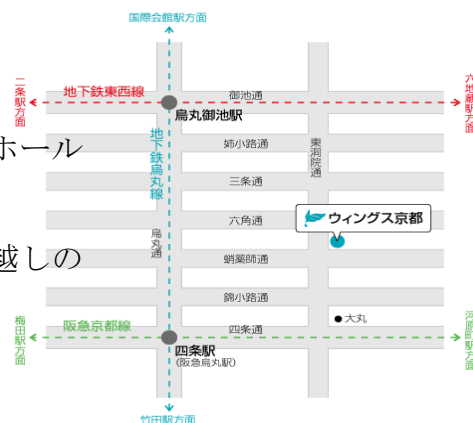 国際会館駅方面
二条駅方面
地下鉄東西線
御池通
六地蔵駅方面
烏丸御池駅
ホール
地下鉄烏丸線
姉小路通
東洞院通
三条通
六角通
ウィングス京都
烏丸通
越しの
蛸薬師通
錦小路通
梅田駅方面
阪急京都線
四条通
大丸
河原町駅方面
四条駅
(阪急烏丸駅)
竹田駅方面